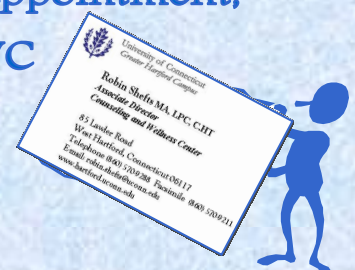 ppointment,
YC
University of Connecticut
Greater Hartford Campus
Robin Shefts MA, LPC, C.HT
Associate Director
Counseling and Wellness Center
85 Lawler Road
West Hartford, Connecticut 06117
Telephone (860) 570-9288 Facsimile (860) 570-9211
Email: robin.shefts@uconn.edu
www.hartford.uconn.edu